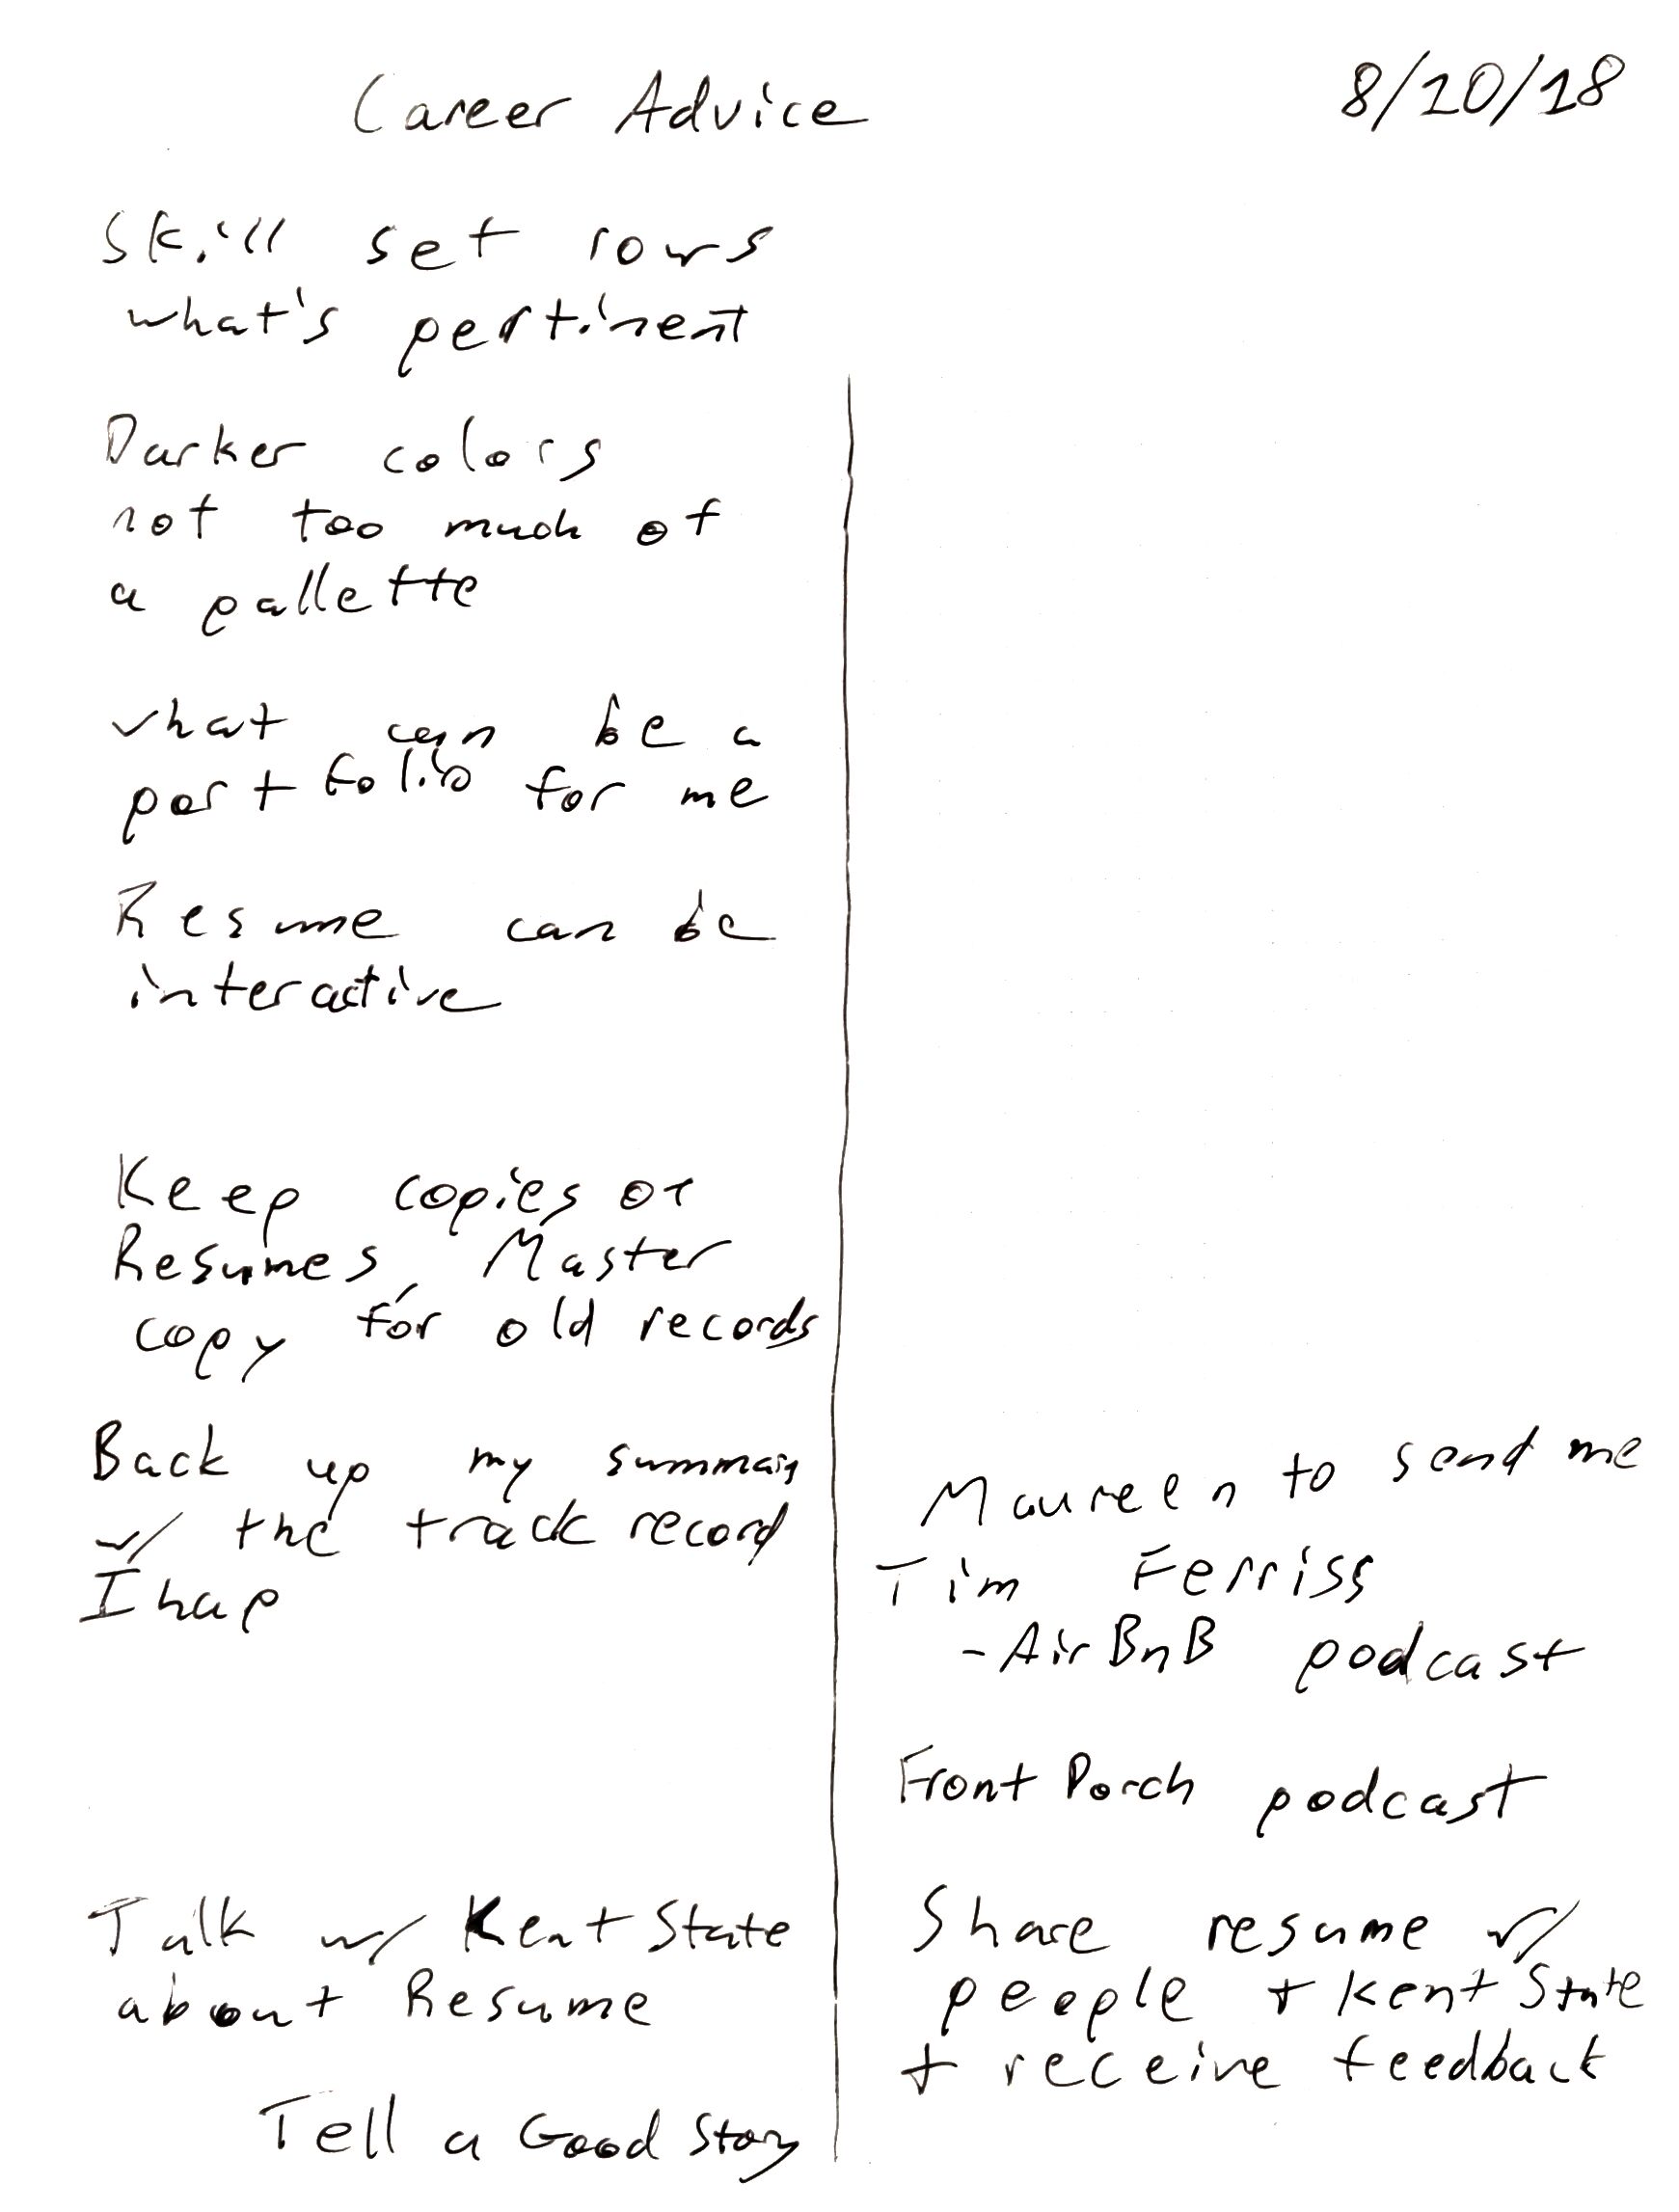 Career Advice
8/20/18
Skill set rows
what's pertinent
Darker colors
not too much of
a pallette
what can be a
portfolio for me
Resume can be
interactive
Keep copies of
Resumes, Master
copy for old records
Back up my summary
w/ the track record
I
Talk w/ Kent State
about Resume
Tell a Good Story
Maureen to send me
Tim Ferriss
- AirBnB podcast
Front Porch podcast
Share resume w/
people + Kent State
+ receive feedback